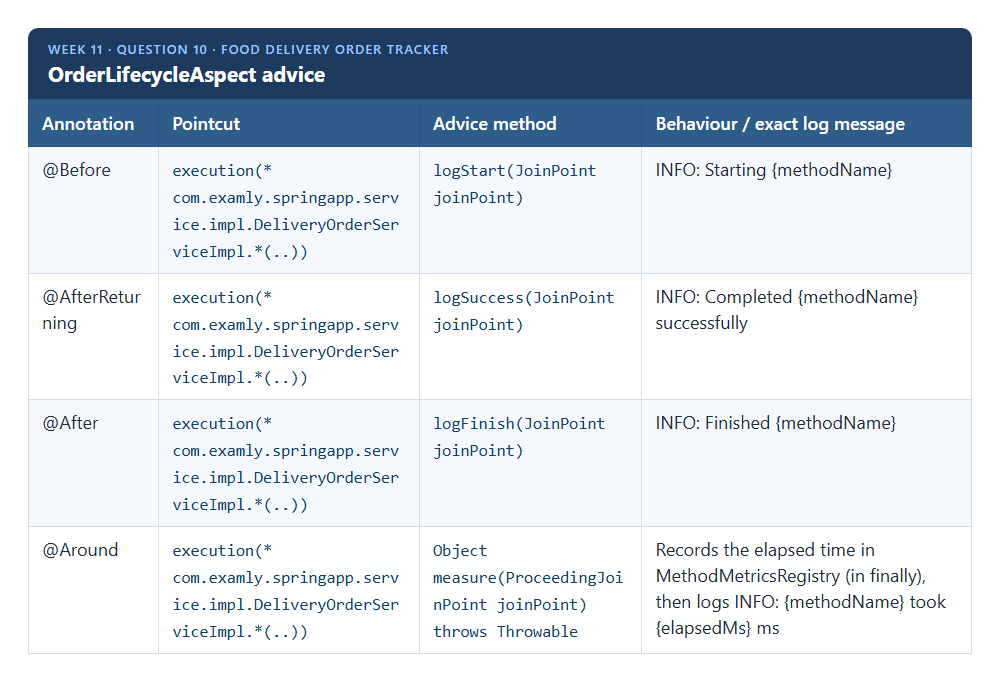 WEEK 11 · QUESTION 10 · FOOD DELIVERY ORDER TRACKER
OrderLifecycleAspect advice
Annotation Pointcut Advice method Behaviour / exact log message
@Before
execution(*
com.examly.springapp.serv
ice.impl.DeliveryOrderSer
viceImpl.*(..))
logStart(JoinPoint
joinPoint)
INFO: Starting {methodName}
@AfterRetur
ning
execution(*
com.examly.springapp.serv
ice.impl.DeliveryOrderSer
viceImpl.*(..))
logSuccess(JoinPoint
joinPoint)
INFO: Completed {methodName}
successfully
@After
execution(*
com.examly.springapp.serv
ice.impl.DeliveryOrderSer
viceImpl.*(..))
logFinish(JoinPoint
joinPoint)
INFO: Finished {methodName}
@Around
execution(*
com.examly.springapp.serv
ice.impl.DeliveryOrderSer
viceImpl.*(..))
Object
measure(ProceedingJoi
nPoint joinPoint)
throws Throwable
Records the elapsed time in
MethodMetricsRegistry (in finally),
then logs INFO: {methodName} took
{elapsedMs} ms